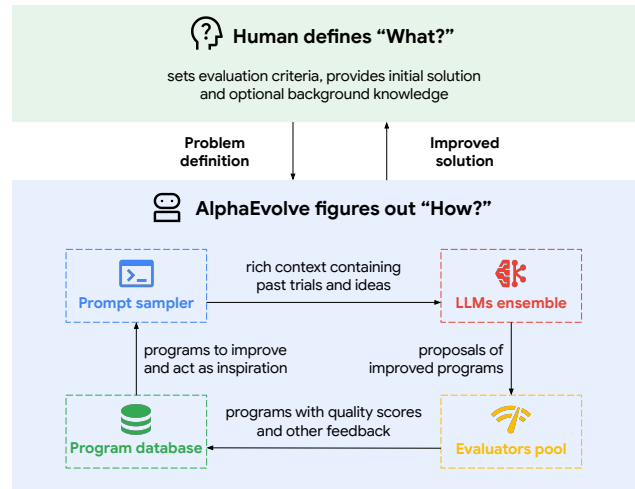 Human defines “What?”
sets evaluation criteria, provides initial solution
and optional background knowledge
Problem
definition
Improved
solution
AlphaEvolve figures out “How?”
Prompt sampler
rich context containing
past trials and ideas
LLMs ensemble
programs to improve
and act as inspiration
proposals of
improved programs
Program database
programs with quality scores
and other feedback
Evaluators pool